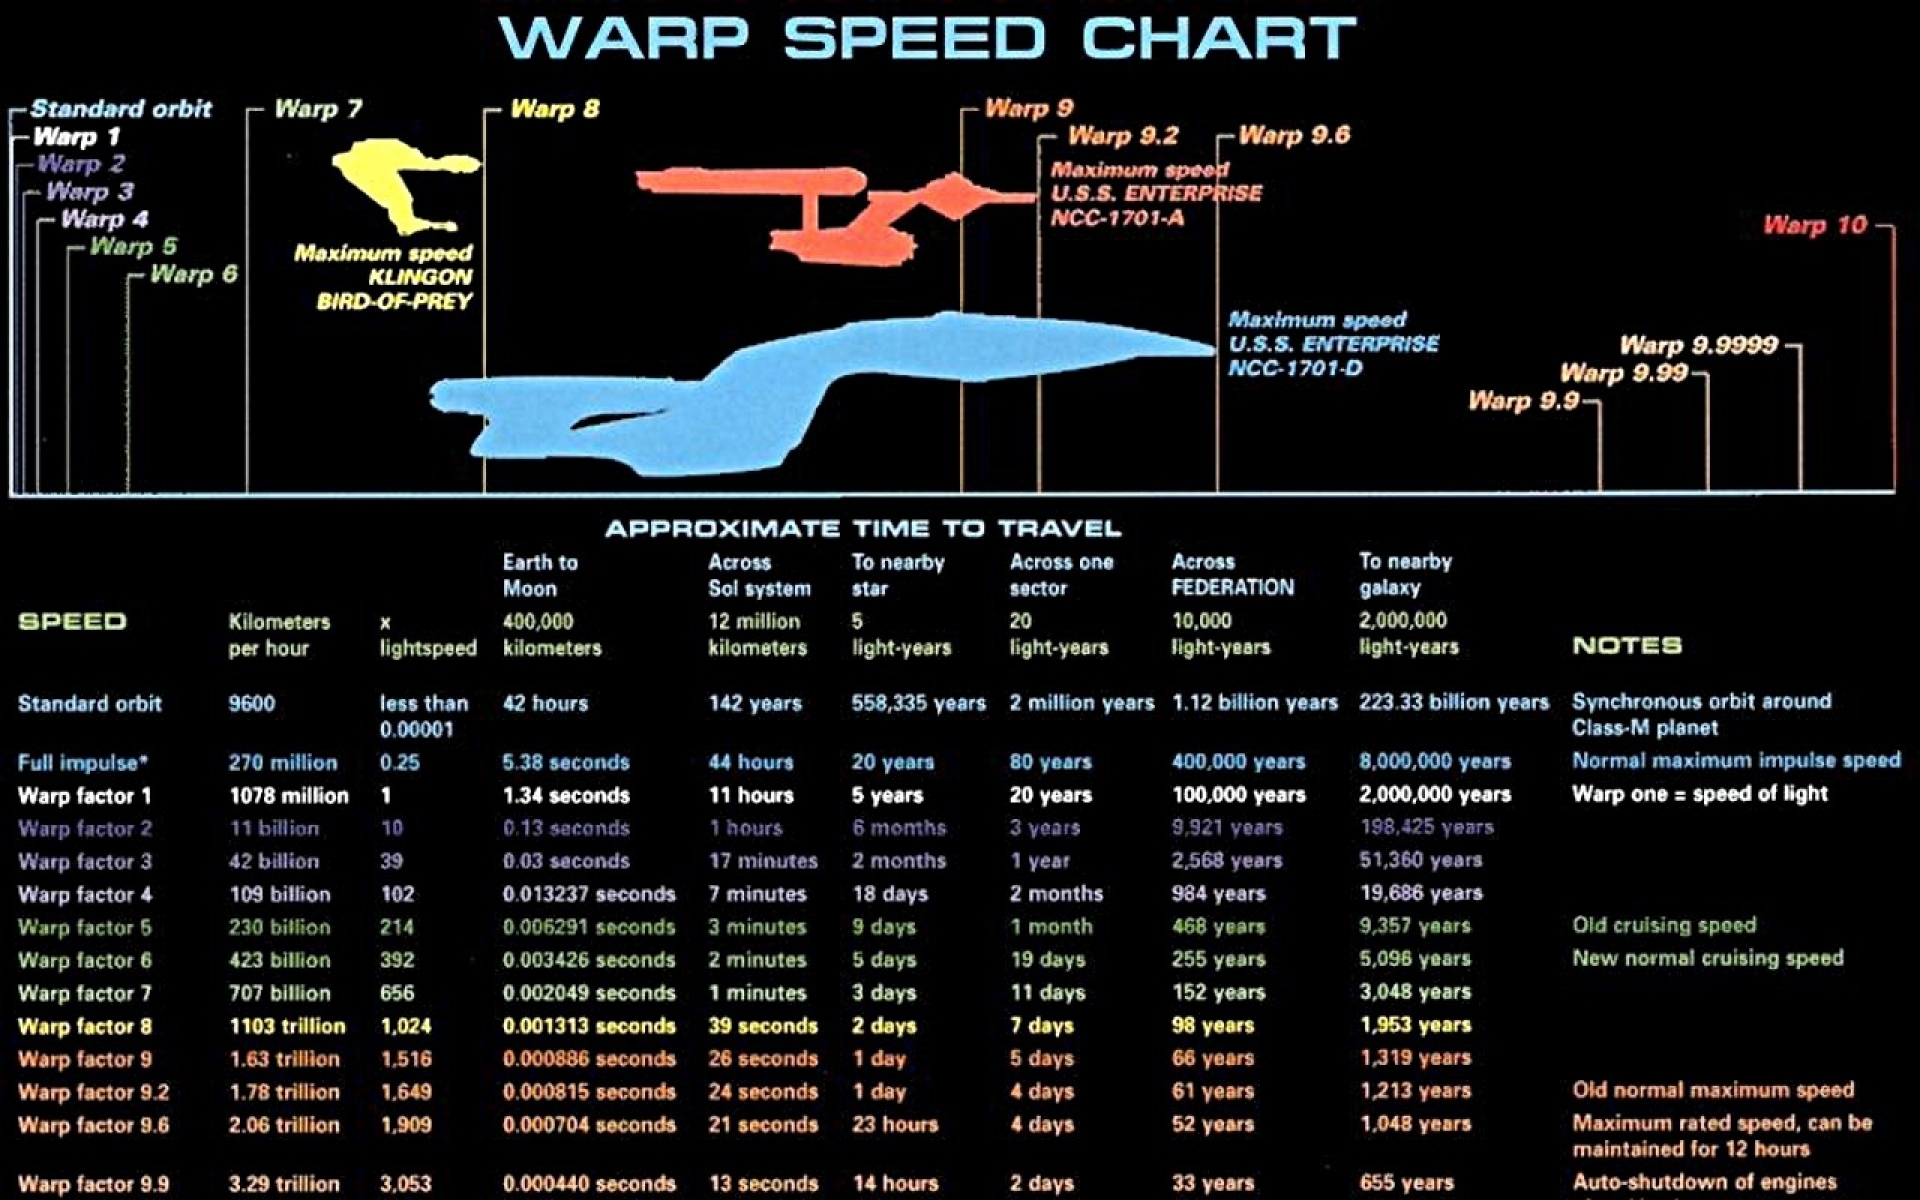 WARP SPEED CHART
Standard orbit
Warp 1
Warp 2
Warp 3
Warp 4
Warp 5
Warp 6
Warp 7
Warp 8
Warp 9
Warp 9.2
Warp 9.6
Maximum speed
KLINGON
BIRD-OF-PREY
Maximum speed
U.S.S. ENTERPRISE
NCC-1701-A
Maximum speed
U.S.S. ENTERPRISE
NCC-1701-D
Warp 10
Warp 9.9999
Warp 9.99
Warp 9.9
APPROXIMATE TIME TO TRAVEL
Earth to Across To nearby Across one Across To nearby
Moon Sol system star sector FEDERATION galaxy
SPEED Kilometers x 400,000 12 million 5 20 10,000 2,000,000
per hour lightspeed kilometers kilometers light-years light-years light-years light-years NOTES
Standard orbit 9600 less than 42 hours 142 years 558,335 years 2 million years 1.12 billion years 223.33 billion years Synchronous orbit around
0.00001 Class-M planet
Full impulse* 270 million 0.25 5.38 seconds 44 hours 20 years 80 years 400,000 years 8,000,000 years Normal maximum impulse speed
Warp factor 1 1078 million 1 1.34 seconds 11 hours 5 years 20 years 100,000 years 2,000,000 years Warp one = speed of light
Warp factor 2 11 billion 10 0.13 seconds 1 hours 6 months 3 years 9,921 years 198,425 years
Warp factor 3 42 billion 39 0.03 seconds 17 minutes 2 months 1 year 2,568 years 51,360 years
Warp factor 4 109 billion 102 0.013237 seconds 7 minutes 18 days 2 months 984 years 19,686 years
Warp factor 5 230 billion 214 0.006291 seconds 3 minutes 9 days 1 month 468 years 9,357 years Old cruising speed
Warp factor 6 423 billion 392 0.003426 seconds 2 minutes 5 days 19 days 255 years 5,096 years New normal cruising speed
Warp factor 7 707 billion 656 0.002049 seconds 1 minutes 3 days 11 days 152 years 3,048 years
Warp factor 8 1103 trillion 1,024 0.001313 seconds 39 seconds 2 days 7 days 98 years 1,953 years
Warp factor 9 1.63 trillion 1,516 0.000886 seconds 26 seconds 1 day 5 days 66 years 1,319 years
Warp factor 9.2 1.78 trillion 1,649 0.000815 seconds 24 seconds 1 day 4 days 61 years 1,213 years Old normal maximum speed
Warp factor 9.6 2.06 trillion 1,909 0.000704 seconds 21 seconds 23 hours 4 days 52 years 1,048 years Maximum rated speed, can be
maintained for 12 hours
Warp factor 9.9 3.29 trillion 3,053 0.000440 seconds 13 seconds 14 hours 2 days 33 years 655 years Auto-shutdown of engines